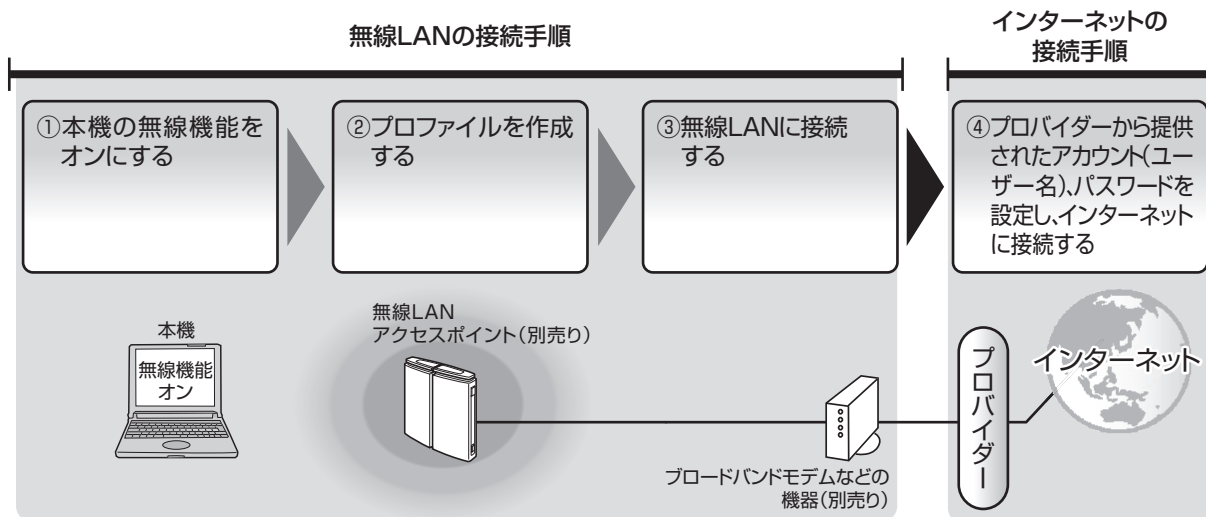 無線LANの接続手順
インターネットの
接続手順
①本機の無線機能を
オンにする
②プロファイルを作成
する
③無線LANに接続
する
④プロバイダーから提供
されたアカウント(ユー
ザー名)、パスワードを
設定し、インターネット
に接続する
本機
無線機能
オン
無線LAN
アクセスポイント(別売り)
ブロードバンドモデムなどの
機器(別売り)
プロバイダー
インターネット